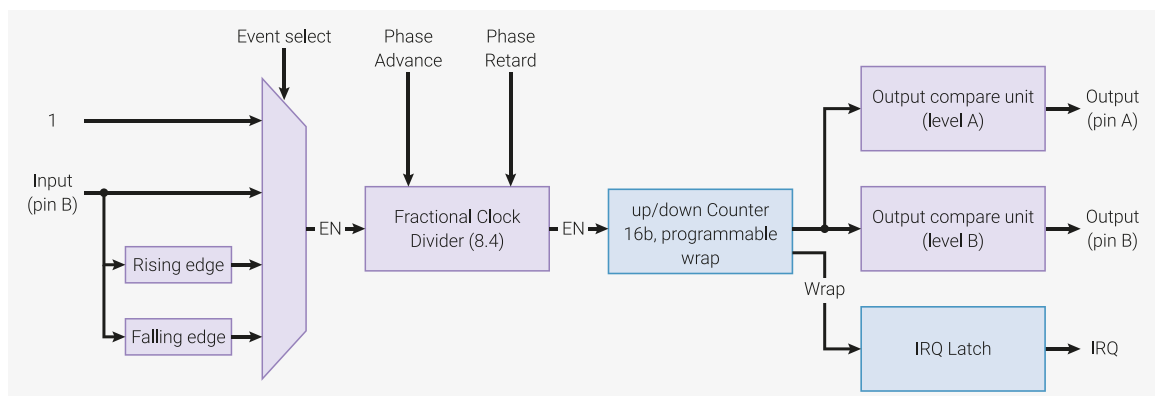 Event select
Phase
Advance
Phase
Retard
1
Input
(pin B)
Rising edge
Falling edge
EN
Fractional Clock
Divider (8.4)
EN
up/down Counter
16b, programmable
wrap
Wrap
Output compare unit
(level A)
Output
(pin A)
Output compare unit
(level B)
Output
(pin B)
IRQ Latch
IRQ